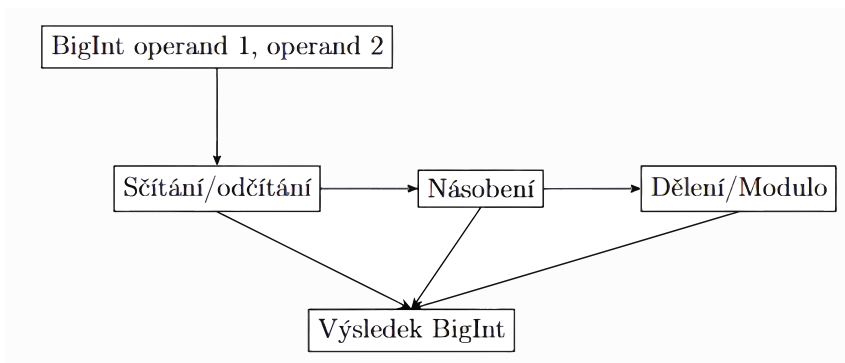 BigInt operand 1, operand 2
Sčítání/odčítání
Násobení
Dělení/Modulo
Výsledek BigInt